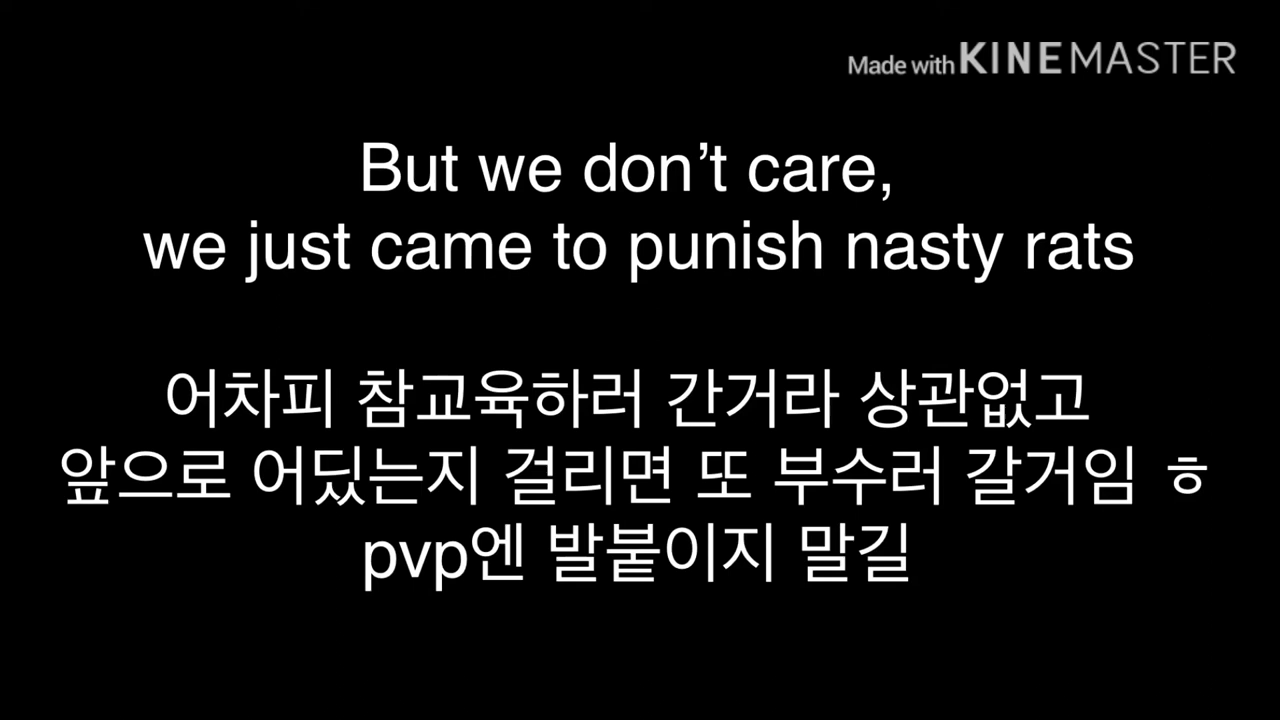 Made with KINEMASTER
But we don’t care,
we just came to punish nasty rats
어차피 참교육하러 간거라 상관없고
앞으로 어딨는지 걸리면 또 부수러 갈거임 ㅎ
pvp엔 발붙이지 말길